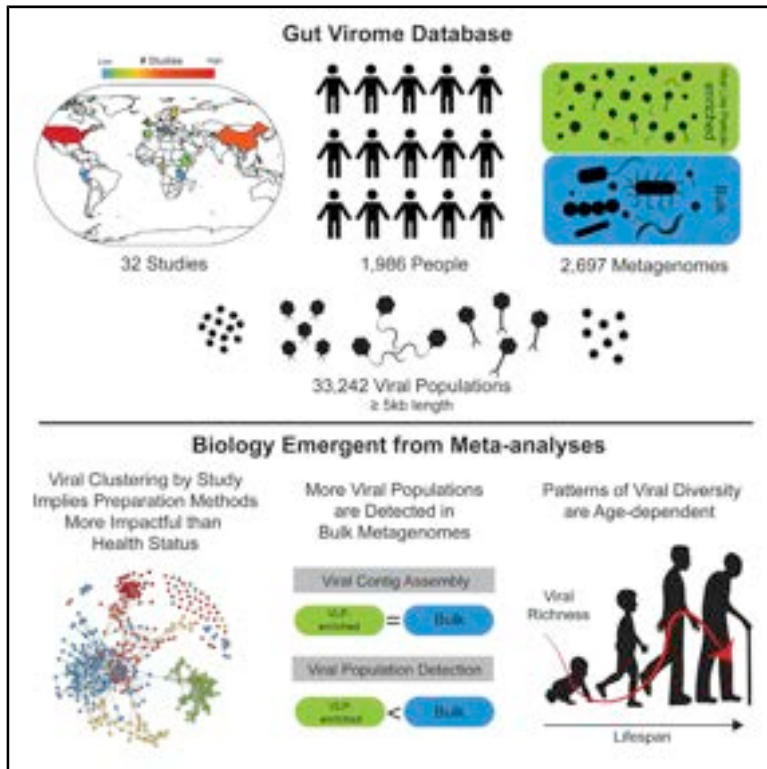 Gut Virome Database
Low
# Studies
High
32 Studies
1,986 People
2,697 Metagenomes
enriched
Bulk
33,242 Viral Populations
≥ 5kb length
Biology Emergent from Meta-analyses
Viral Clustering by Study
Implies Preparation Methods
More Impactful than
Health Status
More Viral Populations
are Detected in
Bulk Metagenomes
Viral Contig Assembly
VLP-
enriched
=
Bulk
Viral Population Detection
VLP-
enriched
<
Bulk
Patterns of Viral Diversity
are Age-dependent
Viral
Richness
Lifespan